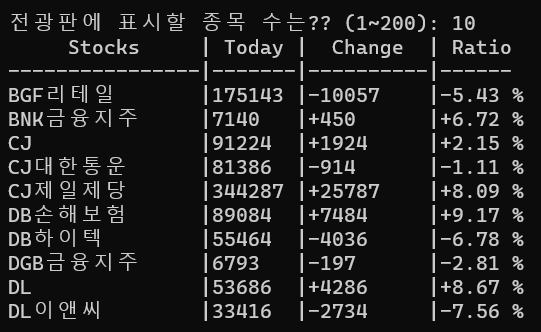 전광판에 표시할 종목 수는?? (1~200): 10
Stocks | Today | Change | Ratio
----------------|-------|----------|------
BGF리테일 |175143 |-10057 |-5.43 %
BNK금융지주 |7140 |+450 |+6.72 %
CJ |91224 |+1924 |+2.15 %
CJ대한통운 |81386 |-914 |-1.11 %
CJ제일제당 |344287 |+25787 |+8.09 %
DB손해보험 |89084 |+7484 |+9.17 %
DB하이텍 |55464 |-4036 |-6.78 %
DGB금융지주 |6793 |-197 |-2.81 %
DL |53686 |+4286 |+8.67 %
DL이앤씨 |33416 |-2734 |-7.56 %